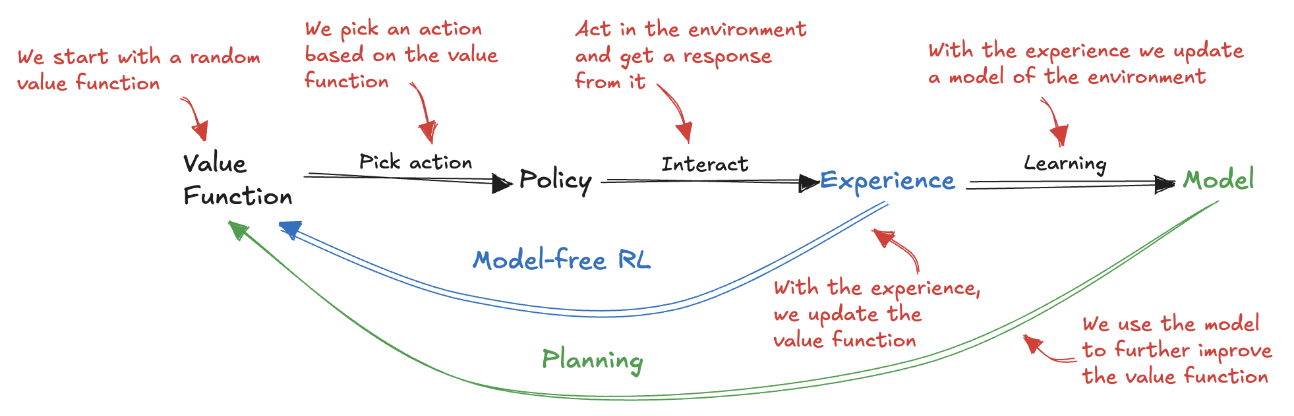 We start with a random
value function
We pick an action
based on the value
function
Act in the environment
and get a response
from it
With the experience we update
a model of the environment
Value
Function
Pick action
Policy
Interact
Experience
Learning
Model
Model-free RL
With the experience,
we update the
value function
Planning
We use the model
to further improve
the value function